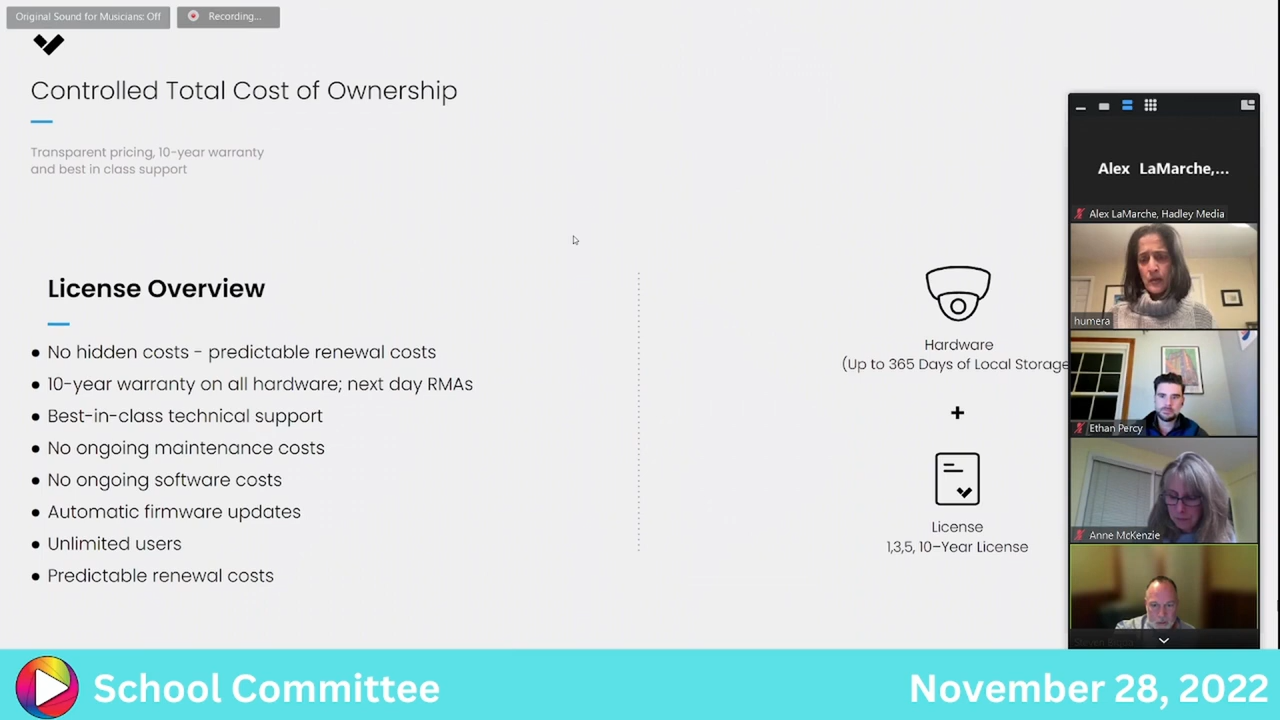 Original Sound for Musicians: Off
Recording...
Controlled Total Cost of Ownership
Transparent pricing, 10-year warranty
and best in class support
License Overview
● No hidden costs - predictable renewal costs
● 10-year warranty on all hardware; next day RMAs
● Best-in-class technical support
● No ongoing maintenance costs
● No ongoing software costs
● Automatic firmware updates
● Unlimited users
● Predictable renewal costs
Hardware
(Up to 365 Days of Local Storage
+
License
1,3,5, 10-Year License
Alex LaMarche,...
Alex LaMarche, Hadley Media
humera
Ethan Percy
Anne McKenzie
School Committee
November 28, 2022